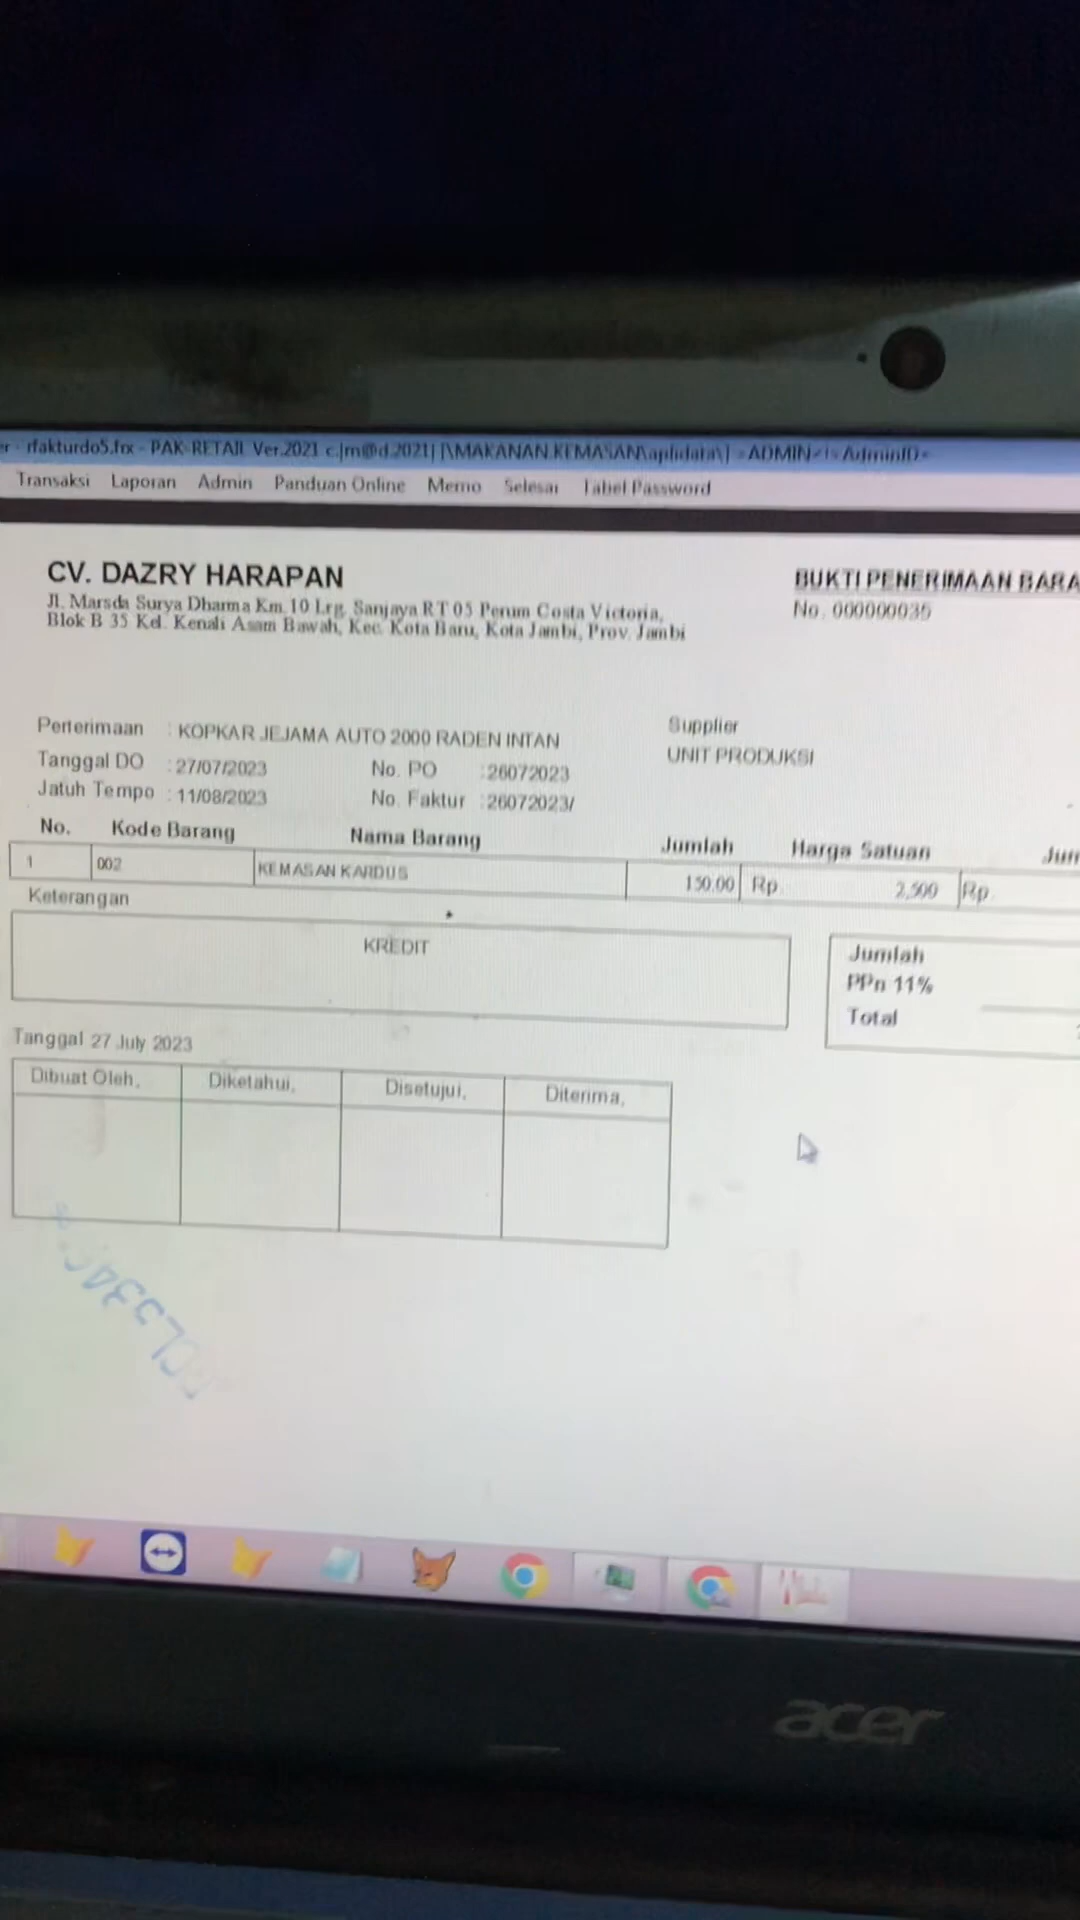 rfakturdo5.frx - PAK-RETAIL Ver.2021 c.|m@d.2021| [\MAKANAN.KEMASAN\aplidata\] =ADMIN
Transaksi Laporan Admin Panduan Online Memo Selesai Tabel Password
CV. DAZRY HARAPAN
Jl. Marsda Surya Dharma Km. 10 Lrg. Sanjaya RT 05 Perum Costa Victoria,
Blok B 35 Kel. Kenali Asam Bawah, Kec. Kota Baru, Kota Jambi, Prov. Jambi
BUKTI PENERIMAAN BARA
No. 000000035
Penerimaan : KOPKAR JEJAMA AUTO 2000 RADEN INTAN
Tanggal DO : 27/07/2023 No. PO : 26072023
Jatuh Tempo : 11/08/2023 No. Faktur : 26072023/
Supplier
UNIT PRODUKSI
No. Kode Barang Nama Barang Jumlah Harga Satuan Jum
1 002 KEMASAN KARDUS 150.00 Rp. 2,500 Rp.
Keterangan
KREDIT
Jumlah
PPn 11%
Total
Tanggal 27 July 2023
Dibuat Oleh, Diketahui, Disetujui, Diterima,
acer